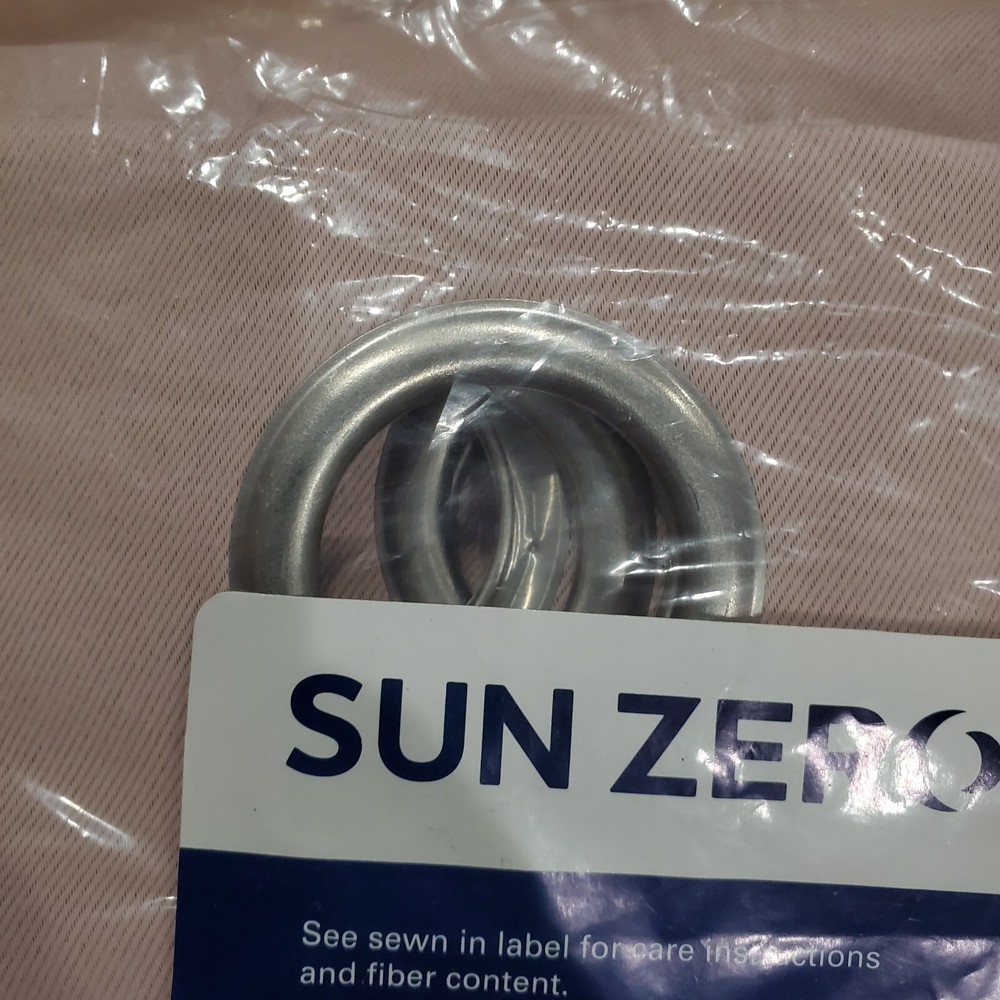 SUN ZERO
See sewn in label for care instructions
and fiber content.